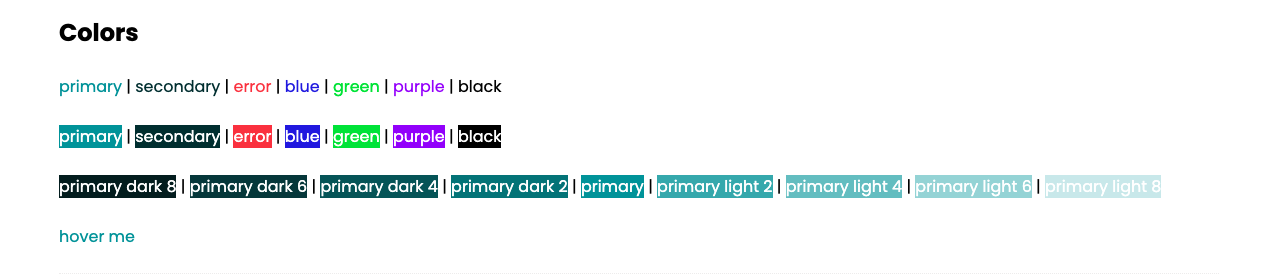 Colors
primary | secondary | error | blue | green | purple | black
primary | secondary | error | blue | green | purple | black
primary dark 8 | primary dark 6 | primary dark 4 | primary dark 2 | primary | primary light 2 | primary light 4 | primary light 6 | primary light 8
hover me